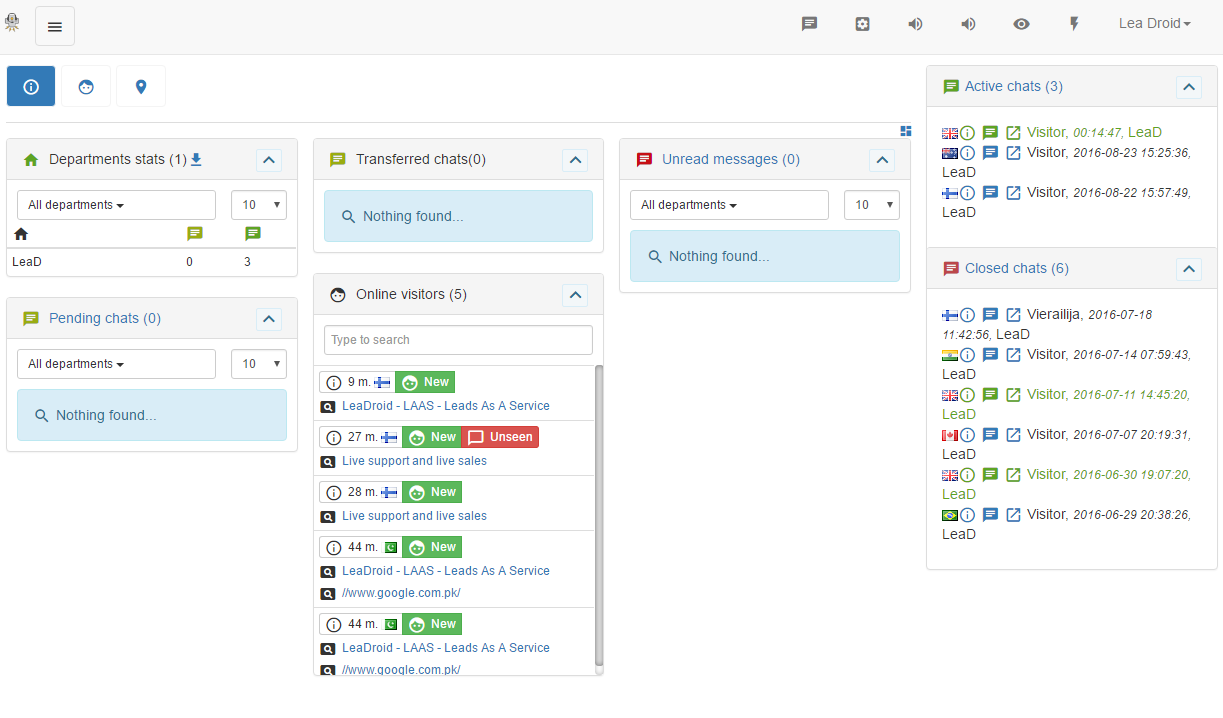 Lea Droid
Departments stats (1)
All departments
10
LeaD 0 3
Pending chats (0)
All departments
10
Nothing found...
Transferred chats(0)
Nothing found...
Online visitors (5)
Type to search
9 m. New
LeaDroid - LAAS - Leads As A Service
27 m. New Unseen
Live support and live sales
28 m. New
Live support and live sales
44 m. New
LeaDroid - LAAS - Leads As A Service
//www.google.com.pk/
44 m. New
LeaDroid - LAAS - Leads As A Service
//www.google.com.pk/
Unread messages (0)
All departments
10
Nothing found...
Active chats (3)
Visitor, 00:14:47, LeaD
Visitor, 2016-08-23 15:25:36,
LeaD
Visitor, 2016-08-22 15:57:49,
LeaD
Closed chats (6)
Vierailija, 2016-07-18
11:42:56, LeaD
Visitor, 2016-07-14 07:59:43,
LeaD
Visitor, 2016-07-11 14:45:20,
LeaD
Visitor, 2016-07-07 20:19:31,
LeaD
Visitor, 2016-06-30 19:07:20,
LeaD
Visitor, 2016-06-29 20:38:26,
LeaD